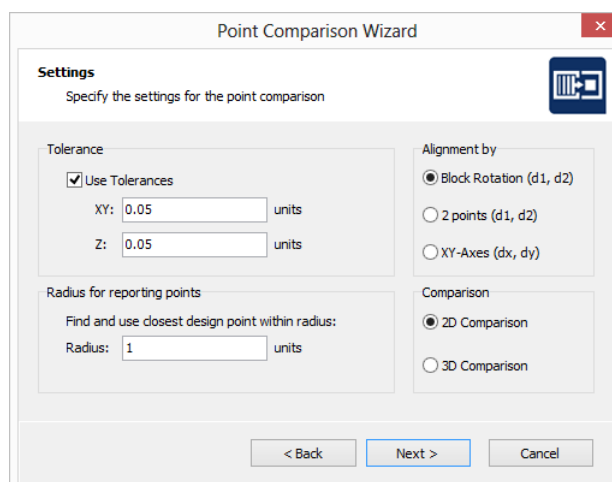 Point Comparison Wizard
Settings
Specify the settings for the point comparison
Tolerance
Use Tolerances
XY: 0.05 units
Z: 0.05 units
Alignment by
Block Rotation (d1, d2)
2 points (d1, d2)
XY-Axes (dx, dy)
Radius for reporting points
Find and use closest design point within radius:
Radius: 1 units
Comparison
2D Comparison
3D Comparison
< Back Next > Cancel